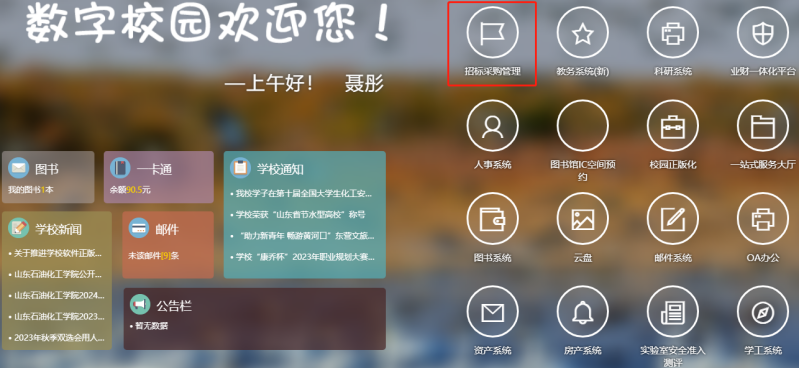 数字校园欢迎您！
—上午好！ 聂彤
图书
我的图书1本
一卡通
余额90.5元
学校通知
• 我校学子在第十届全国大学生化工安...
• 学校荣获“山东省节水型高校”称号
• “助力新青年 畅游黄河口”东营文旅...
• 学校“康乔杯”2023年职业规划大赛...
学校新闻
• 关于推进学校软件正版...
• 山东石油化工学院公开...
• 山东石油化工学院2024...
• 山东石油化工学院2023...
• 2023年秋季双选会用人...
邮件
未读邮件(9)条
公告栏
• 暂无数据
招标采购管理
教务系统(新)
科研系统
业财一体化平台
人事系统
图书馆IC空间预
约
校园正版化
一站式服务大厅
图书系统
云盘
邮件系统
OA办公
资产系统
房产系统
实验室安全准入
测评
学工系统